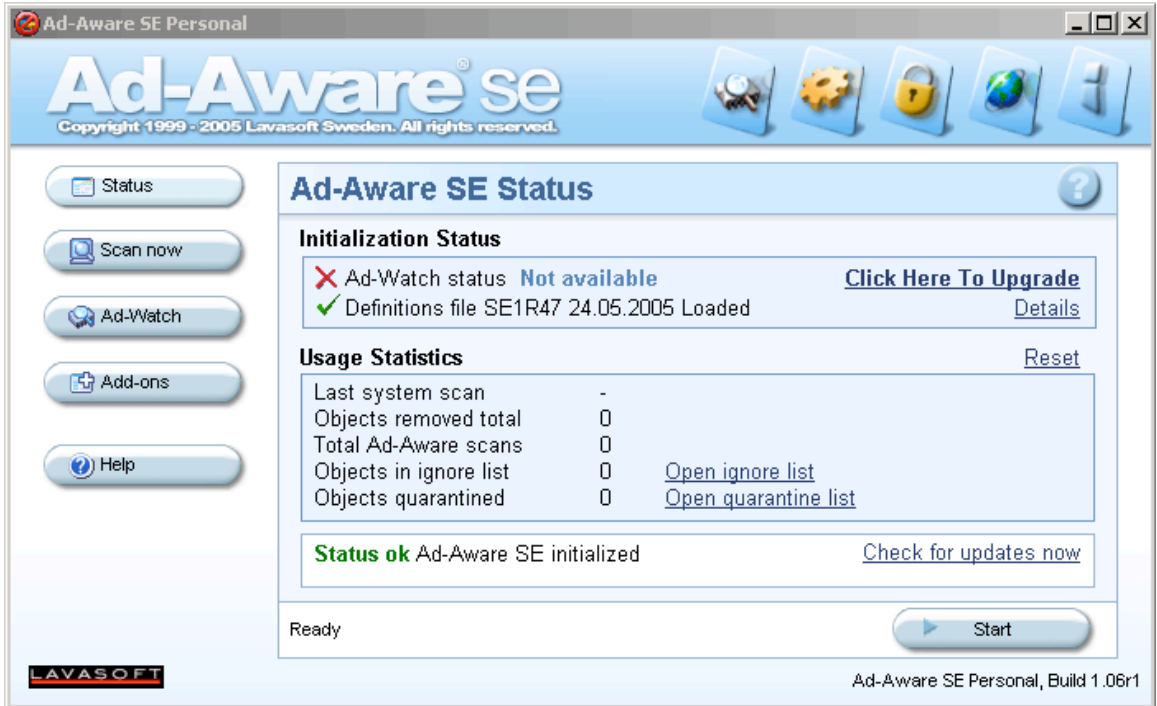 Ad-Aware SE Personal
Ad-Aware® se
Copyright 1999 - 2005 Lavasoft Sweden. All rights reserved.
Status
Scan now
Ad-Watch
Add-ons
Help
Ad-Aware SE Status
?
Initialization Status
Ad-Watch status Not available Click Here To Upgrade
Definitions file SE1R47 24.05.2005 Loaded Details
Usage Statistics Reset
Last system scan -
Objects removed total 0
Total Ad-Aware scans 0
Objects in ignore list 0 Open ignore list
Objects quarantined 0 Open quarantine list
Status ok Ad-Aware SE initialized Check for updates now
Ready Start
LAVASOFT
Ad-Aware SE Personal, Build 1.06r1